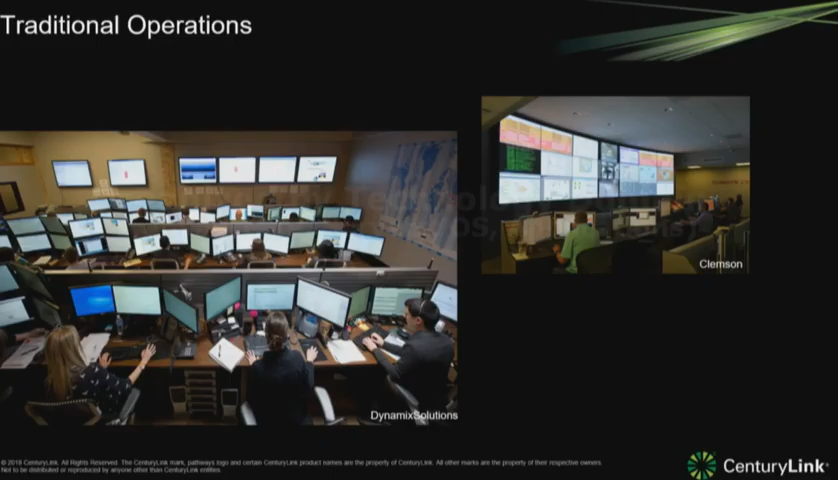 Traditional Operations
Clemson
DynamixSolutions
© 2018 CenturyLink. All Rights Reserved. The CenturyLink mark, pathways logo and certain CenturyLink product names are the property of CenturyLink. All other marks are the property of their respective owners.
Not to be distributed or reproduced by anyone other than CenturyLink entities.
CenturyLink®